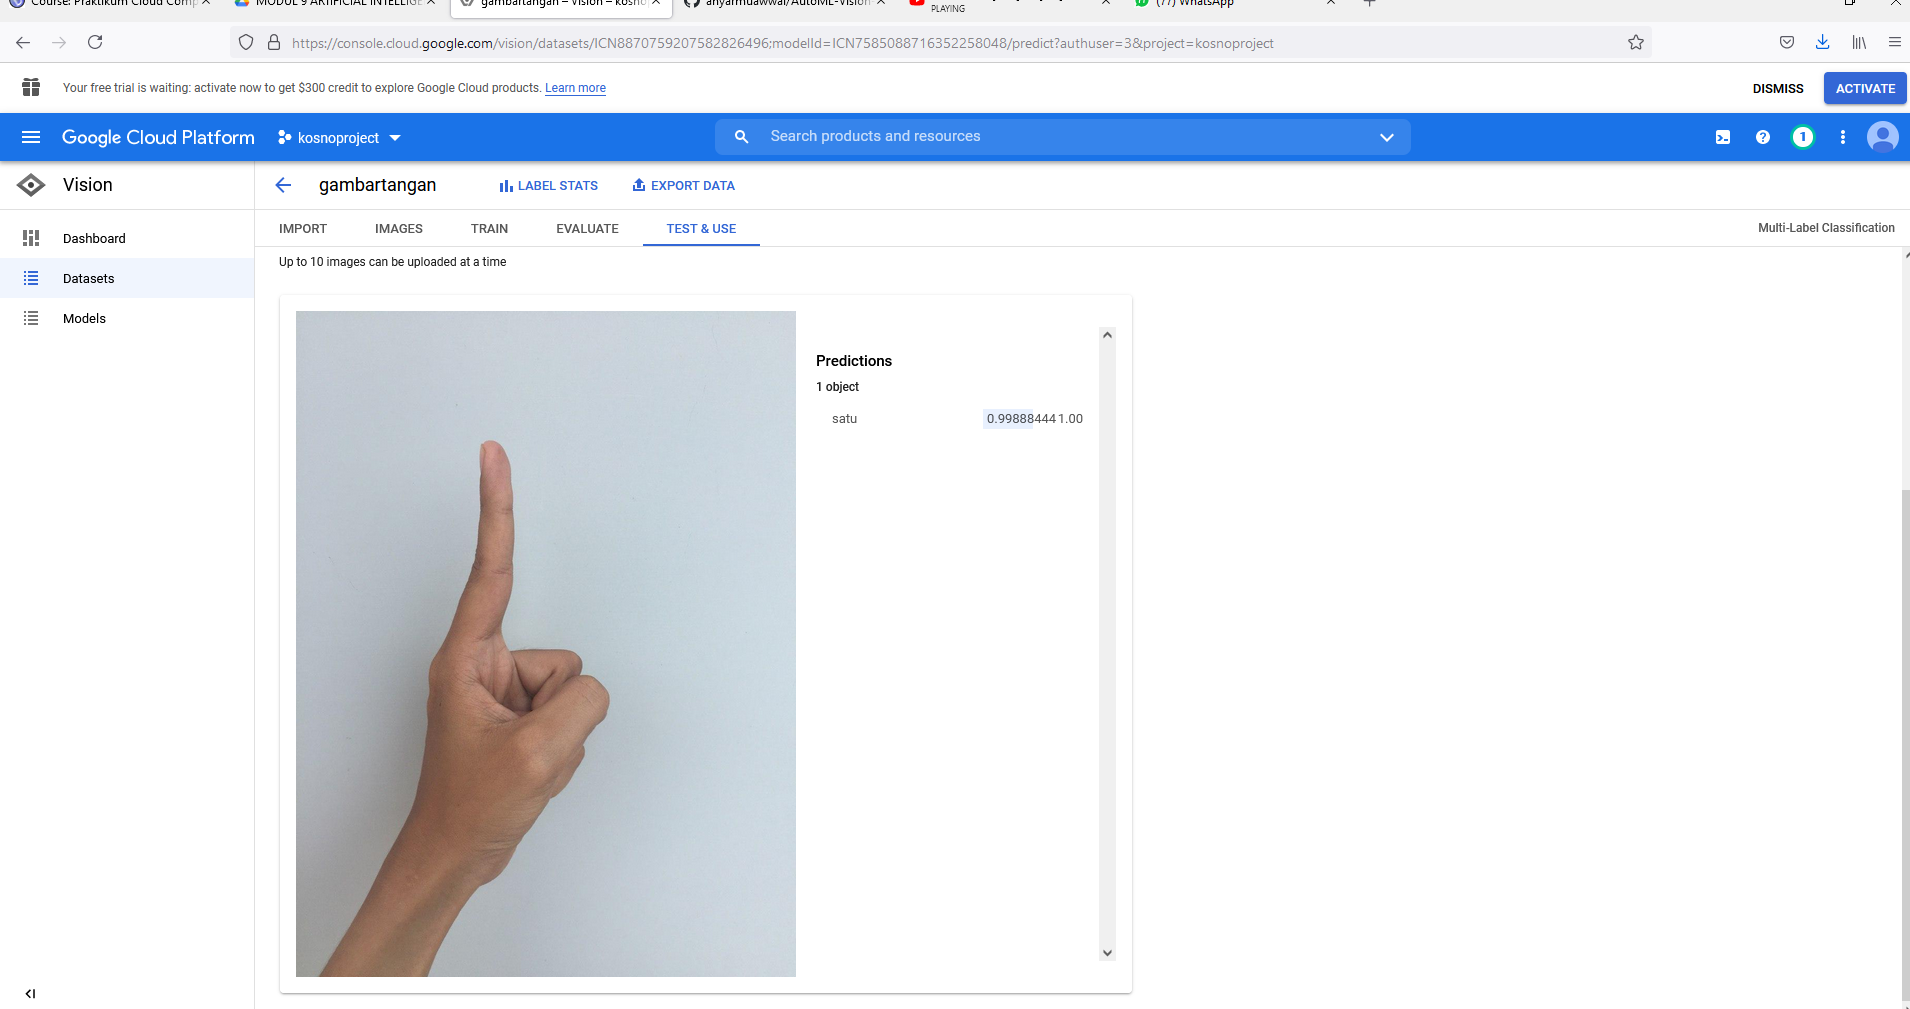 Course: Praktikum Cloud Comp
MODUL 9 ARTIFICIAL INTELLIGE
gambartangan – Vision – kosno
anyarmuawwal/AutoML-Vision
PLAYING
(77) WhatsApp
https://console.cloud.google.com/vision/datasets/ICN8870759207582826496;modelId=ICN7585088716352258048/predict?authuser=3&project=kosnoproject
Your free trial is waiting: activate now to get $300 credit to explore Google Cloud products. Learn more
DISMISS
ACTIVATE
Google Cloud Platform
kosnoproject
Search products and resources
1
Vision
gambartangan
LABEL STATS
EXPORT DATA
Dashboard
Datasets
Models
IMPORT
IMAGES
TRAIN
EVALUATE
TEST & USE
Multi-Label Classification
Up to 10 images can be uploaded at a time
Predictions
1 object
satu 0.99888444 1.00